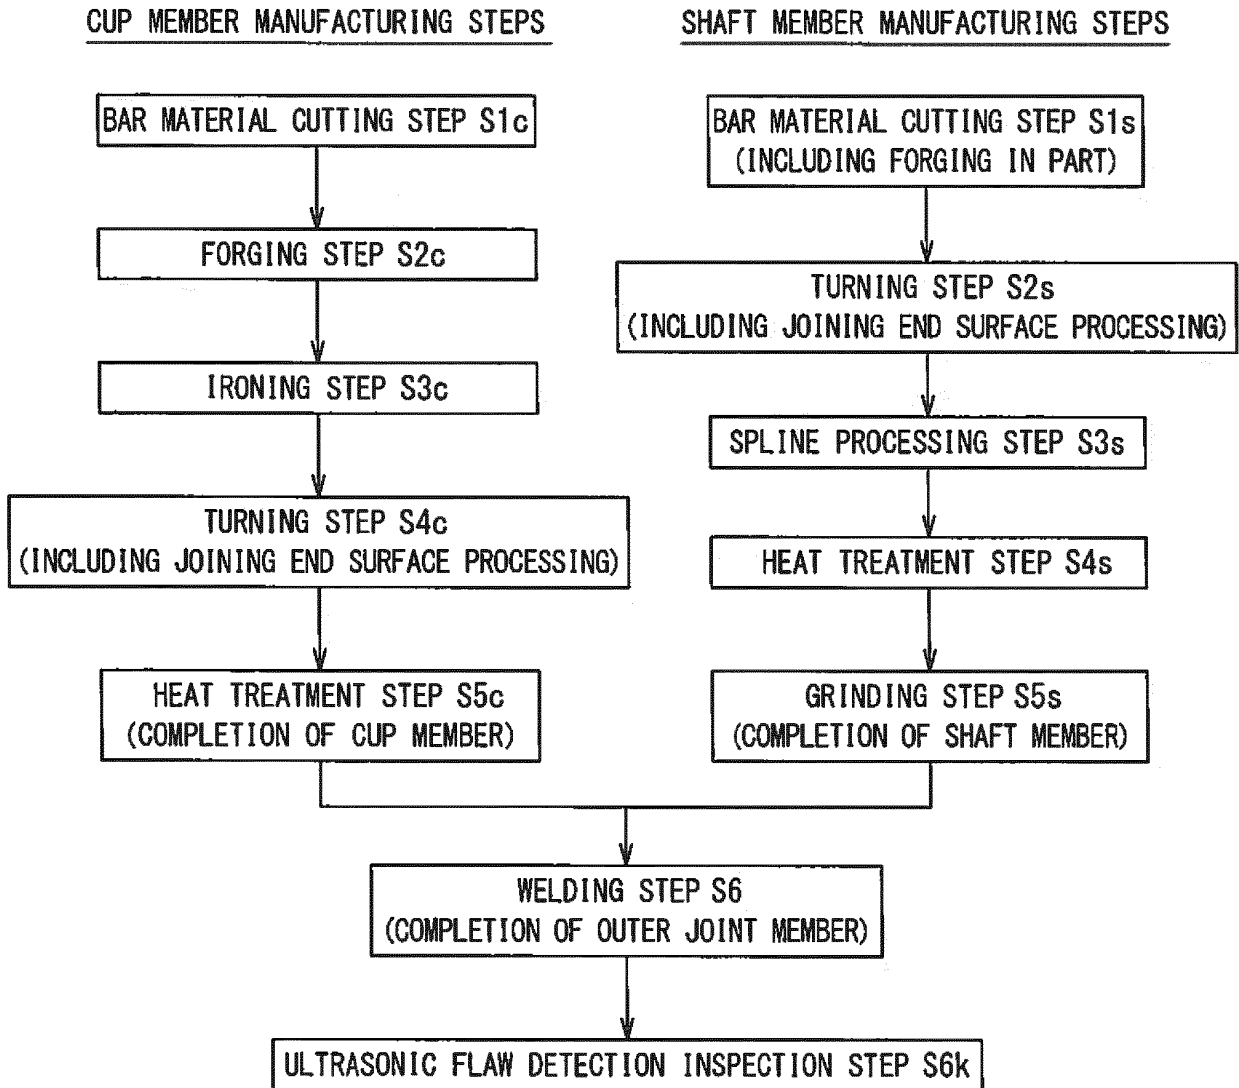 CUP MEMBER MANUFACTURING STEPS
BAR MATERIAL CUTTING STEP S1c
FORGING STEP S2c
IRONING STEP S3c
TURNING STEP S4c
(INCLUDING JOINING END SURFACE PROCESSING)
HEAT TREATMENT STEP S5c
(COMPLETION OF CUP MEMBER)
SHAFT MEMBER MANUFACTURING STEPS
BAR MATERIAL CUTTING STEP S1s
(INCLUDING FORGING IN PART)
TURNING STEP S2s
(INCLUDING JOINING END SURFACE PROCESSING)
SPLINE PROCESSING STEP S3s
HEAT TREATMENT STEP S4s
GRINDING STEP S5s
(COMPLETION OF SHAFT MEMBER)
WELDING STEP S6
(COMPLETION OF OUTER JOINT MEMBER)
ULTRASONIC FLAW DETECTION INSPECTION STEP S6k